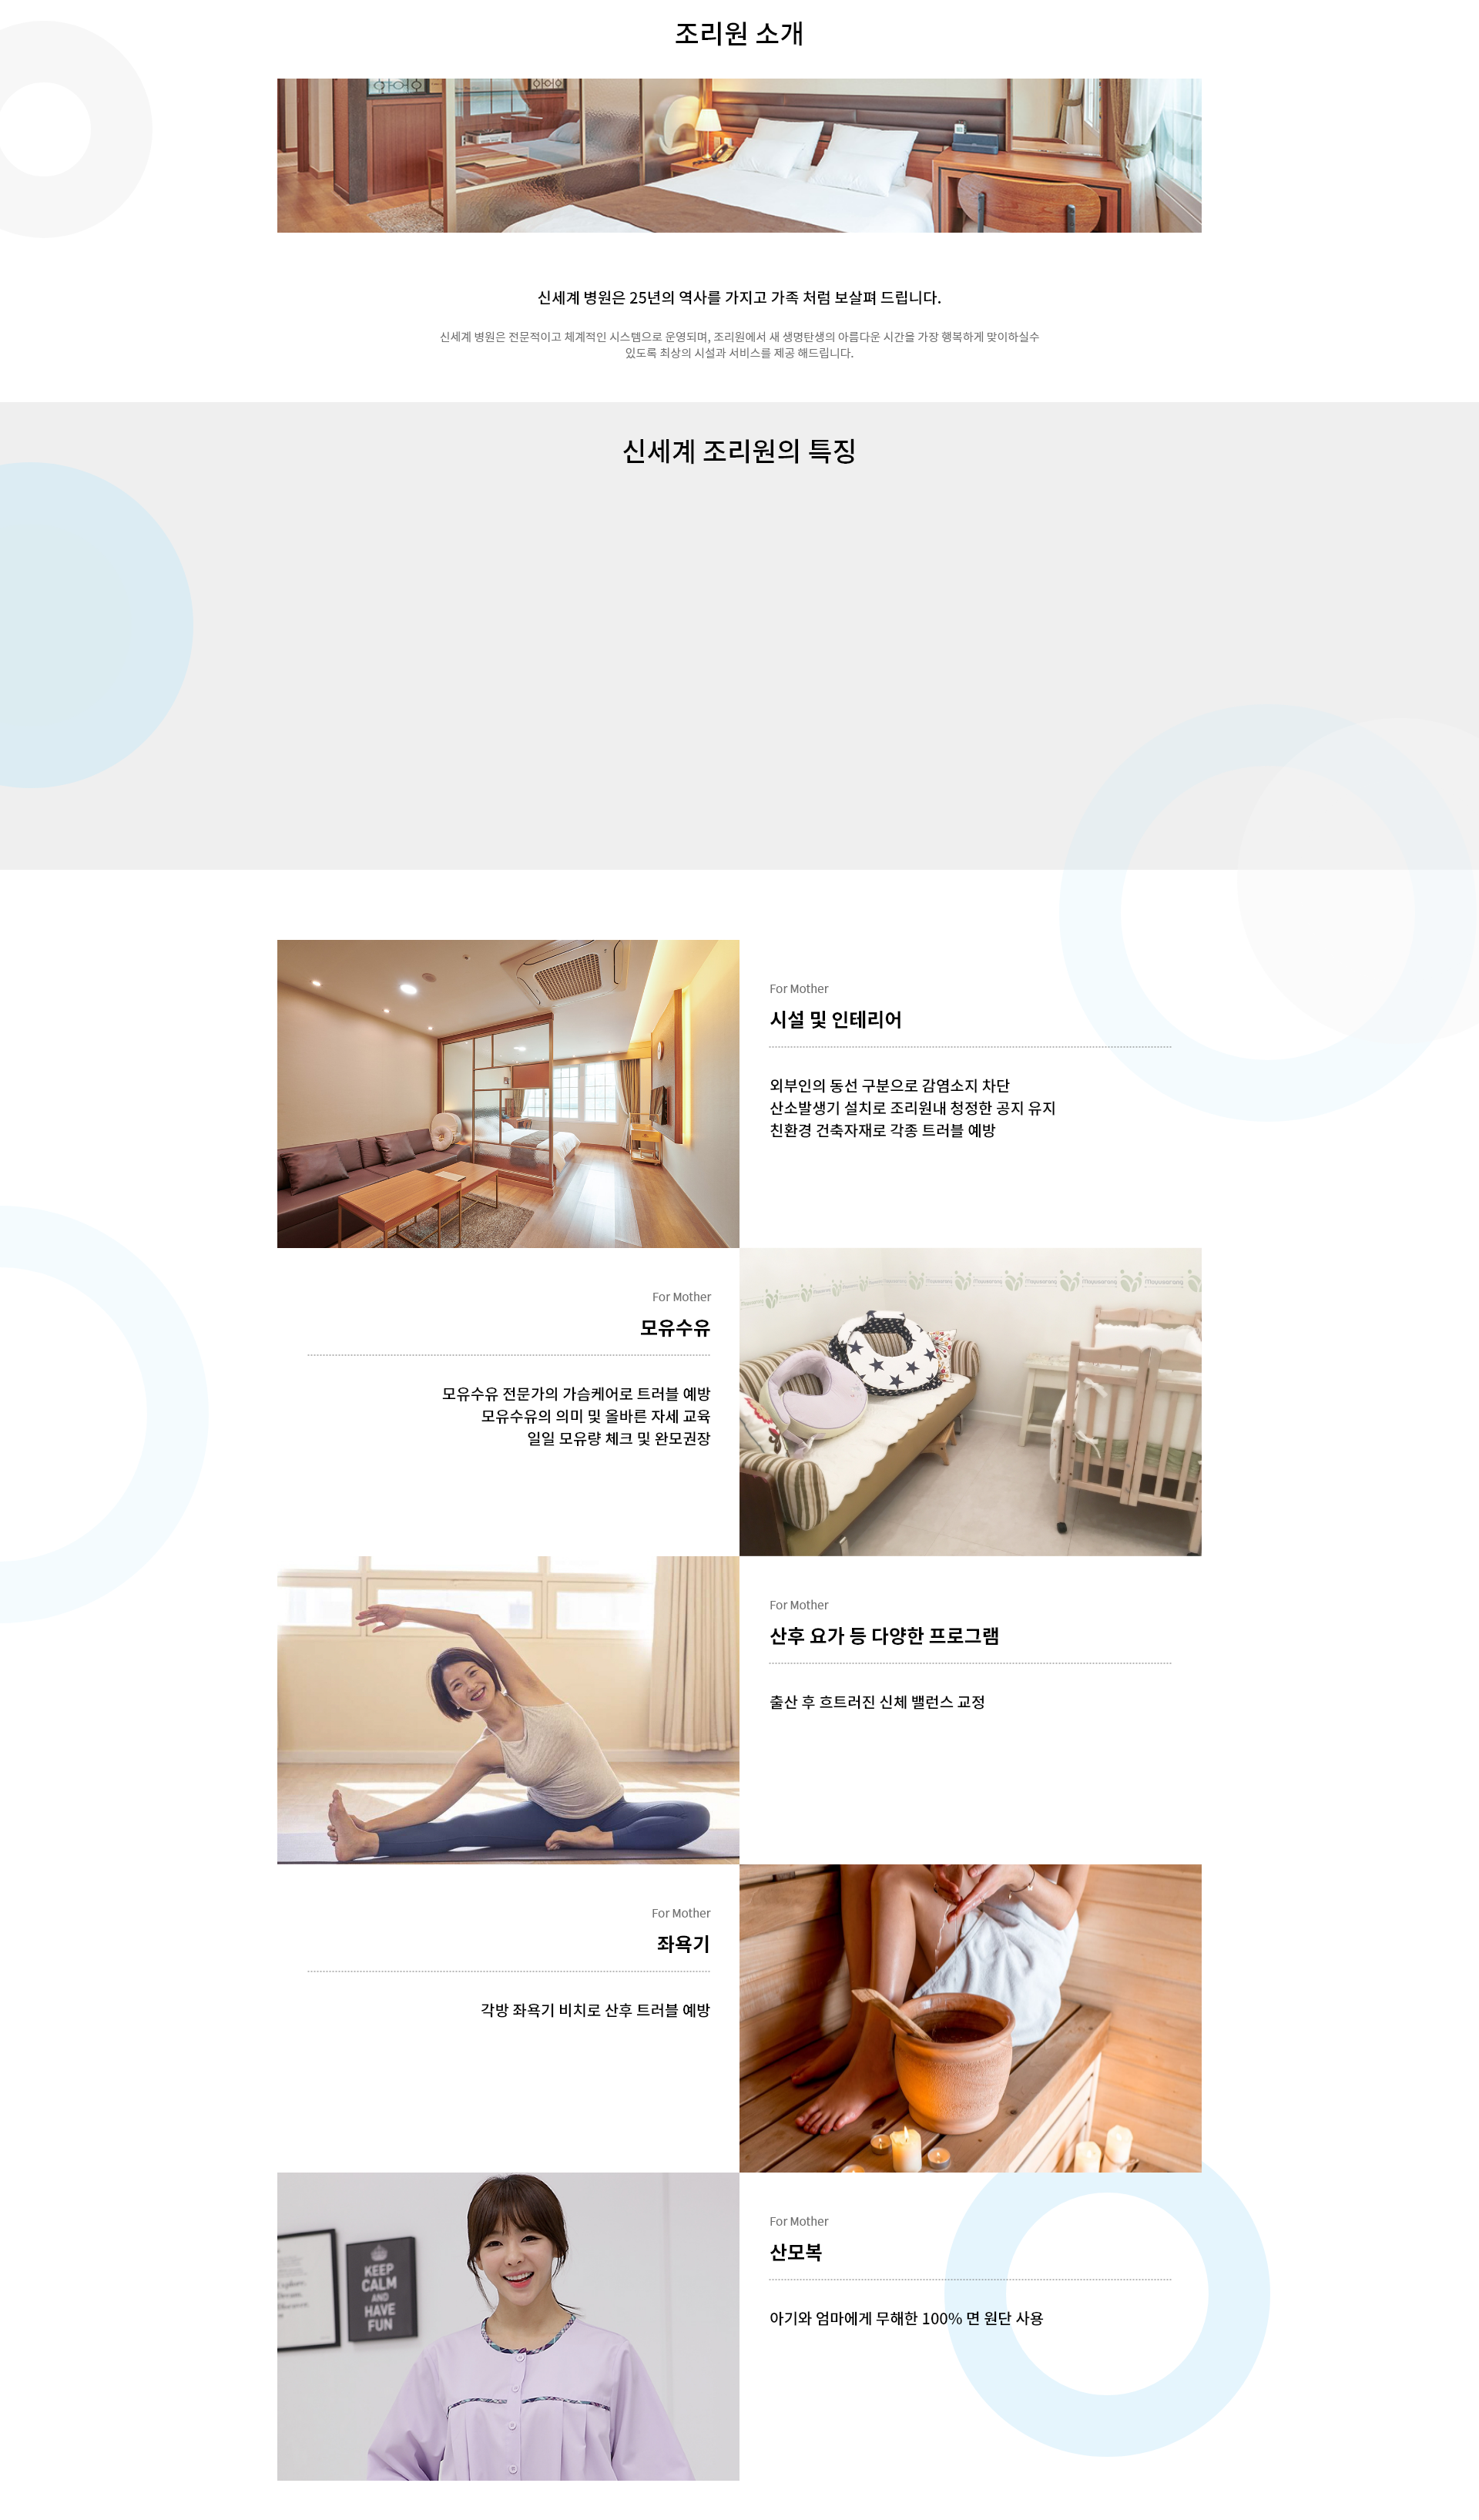 조리원 소개
신세계 병원은 25년의 역사를 가지고 가족 처럼 보살펴 드립니다.
신세계 병원은 전문적이고 체계적인 시스템으로 운영되며, 조리원에서 새 생명탄생의 아름다운 시간을 가장 행복하게 맞이하실수
있도록 최상의 시설과 서비스를 제공 해드립니다.
신세계 조리원의 특징
For Mother
시설 및 인테리어
외부인의 동선 구분으로 감염소지 차단
산소발생기 설치로 조리원내 청정한 공지 유지
친환경 건축자재로 각종 트러블 예방
For Mother
모유수유
모유수유 전문가의 가슴케어로 트러블 예방
모유수유의 의미 및 올바른 자세 교육
일일 모유량 체크 및 완모권장
For Mother
산후 요가 등 다양한 프로그램
출산 후 흐트러진 신체 밸런스 교정
For Mother
좌욕기
각방 좌욕기 비치로 산후 트러블 예방
For Mother
산모복
아기와 엄마에게 무해한 100% 면 원단 사용
KEEP
CALM
AND
HAVE
FUN